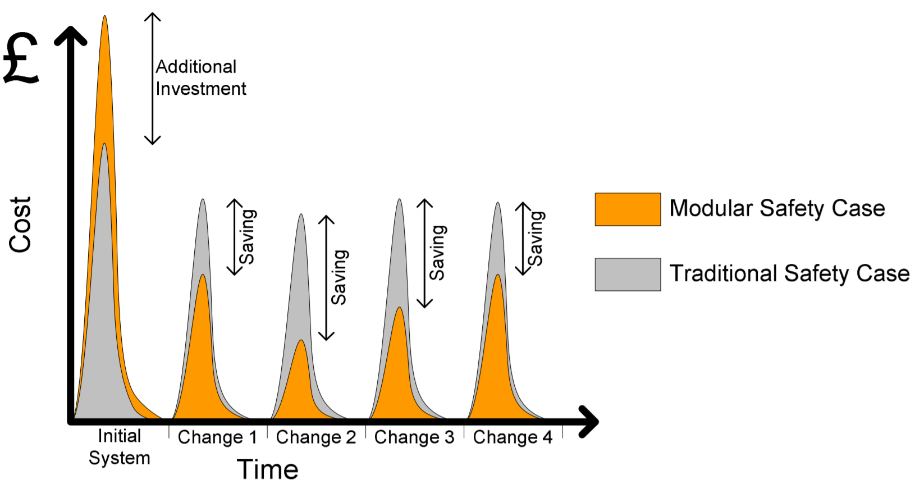 £
Additional
Investment
Cost
Saving
Saving
Saving
Saving
Modular Safety Case
Traditional Safety Case
Initial
System
Change 1
Change 2
Change 3
Change 4
Time